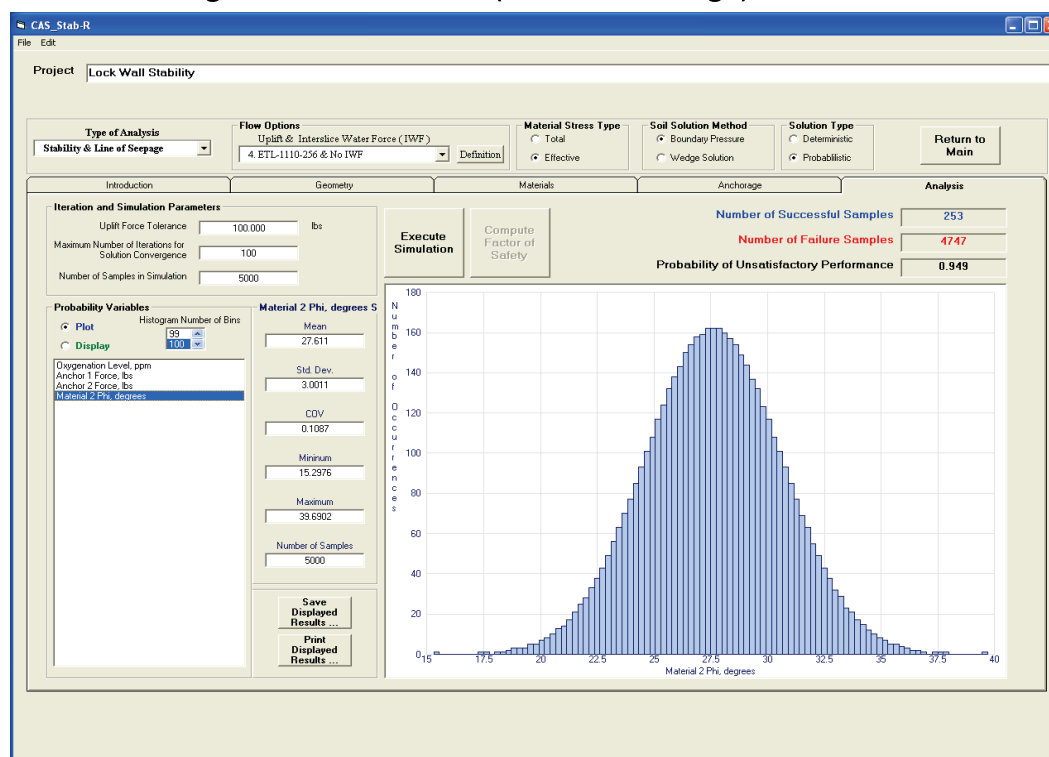 CAS_Stab-R
File Edit
Project Lock Wall Stability
Type of Analysis
Stability & Line of Seepage
Flow Options
Uplift & Interslice Water Force ( IWF )
4. ETL-1110-256 & No IWF
Definition
Material Stress Type
Total
Effective
Soil Solution Method
Boundary Pressure
Wedge Solution
Solution Type
Deterministic
Probabilistic
Return to
Main
Introduction Geometry Materials Anchorage Analysis
Iteration and Simulation Parameters
Uplift Force Tolerance 100.000 lbs
Maximum Number of Iterations for
Solution Convergence 100
Number of Samples in Simulation 5000
Execute
Simulation
Compute
Factor of
Safety
Number of Successful Samples 253
Number of Failure Samples 4747
Probability of Unsatisfactory Performance 0.949
Probability Variables
Plot
Display
Histogram Number of Bins
99
100
Oxygenation Level, ppm
Anchor 1 Force, lbs
Anchor 2 Force, lbs
Material 2 Phi, degrees
Material 2 Phi, degrees S
Mean
27.611
Std. Dev.
3.0011
COV
0.1087
Mininum
15.2976
Maximum
39.6902
Number of Samples
5000
Save
Displayed
Results ...
Print
Displayed
Results ...
Number of Occurrences
180
160
140
120
100
80
60
40
20
0
15 17.5 20 22.5 25 27.5 30 32.5 35 37.5 40
Material 2 Phi, degrees